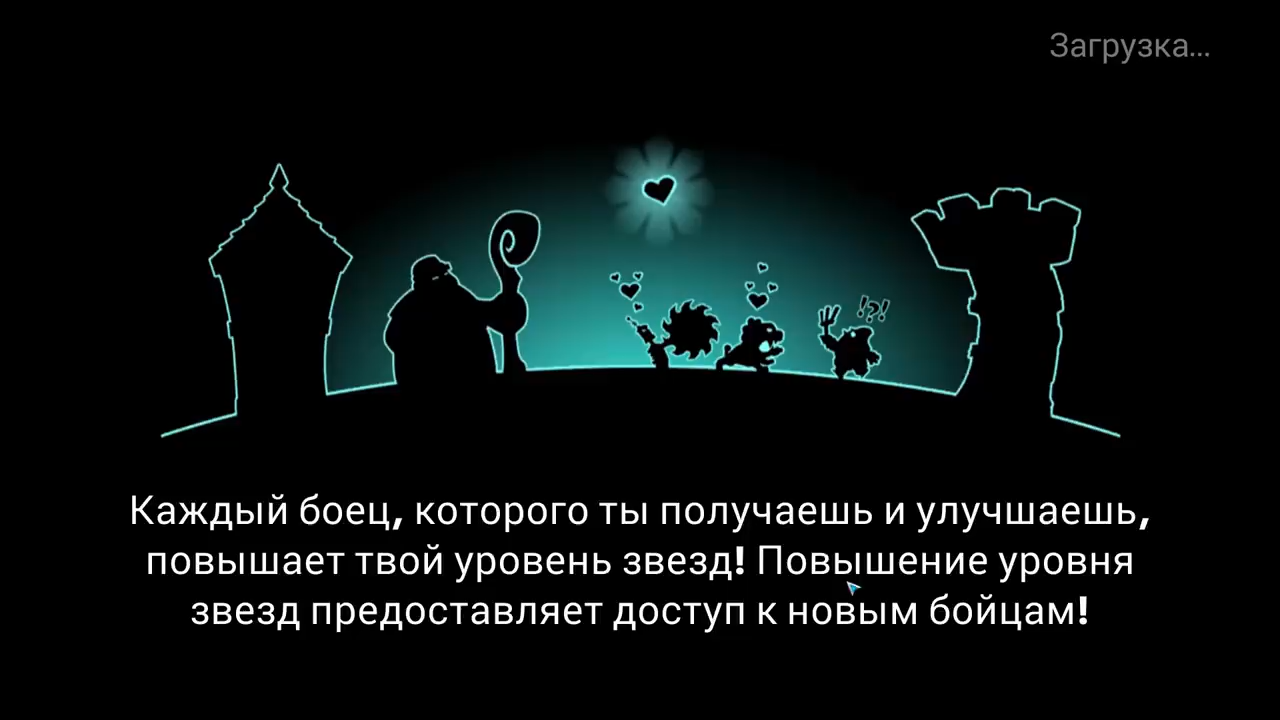 Загрузка...
!?!
Каждый боец, которого ты получаешь и улучшаешь,
повышает твой уровень звезд! Повышение уровня
звезд предоставляет доступ к новым бойцам!